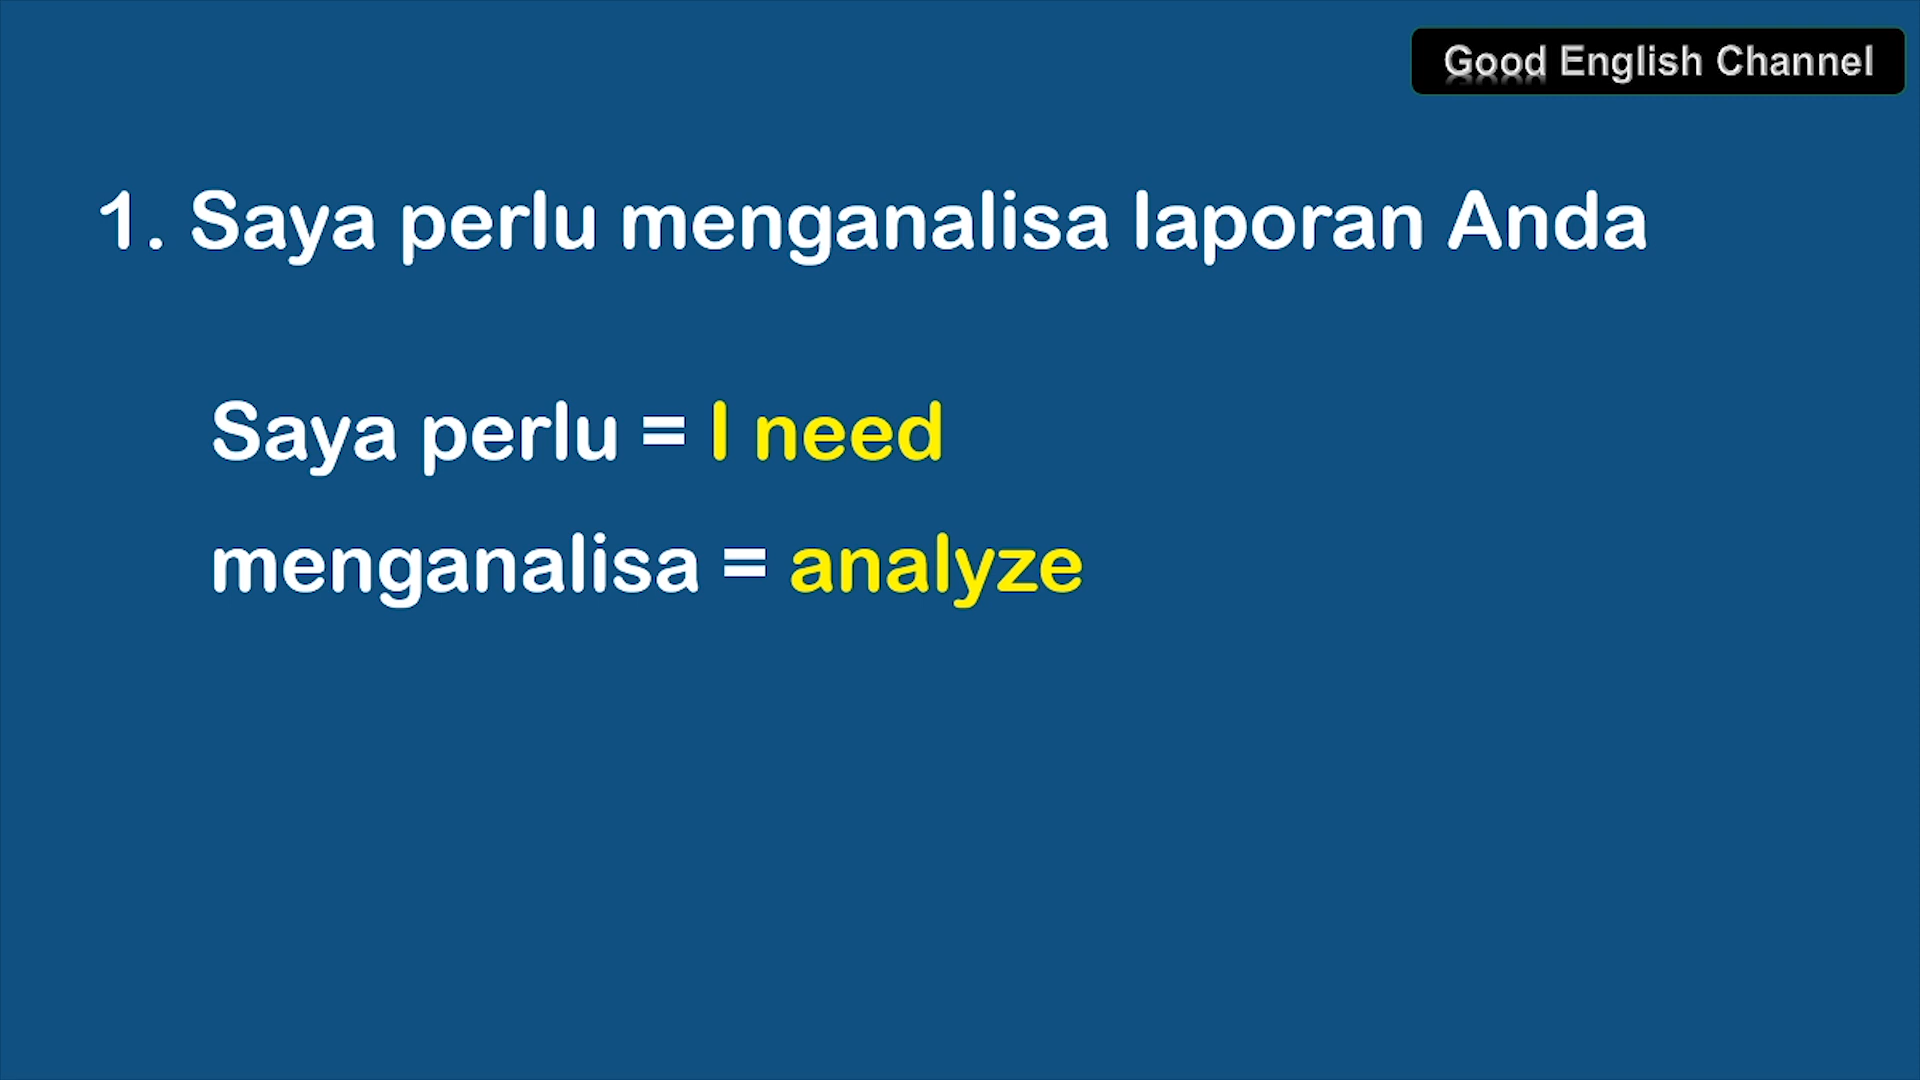 Good English Channel
1. Saya perlu menganalisa laporan Anda
Saya perlu = I need
menganalisa = analyze